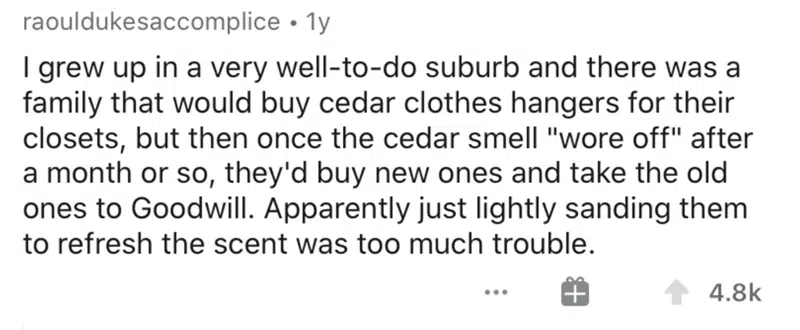 raouldukesaccomplice • 1y
I grew up in a very well-to-do suburb and there was a
family that would buy cedar clothes hangers for their
closets, but then once the cedar smell "wore off" after
a month or so, they'd buy new ones and take the old
ones to Goodwill. Apparently just lightly sanding them
to refresh the scent was too much trouble.
4.8k